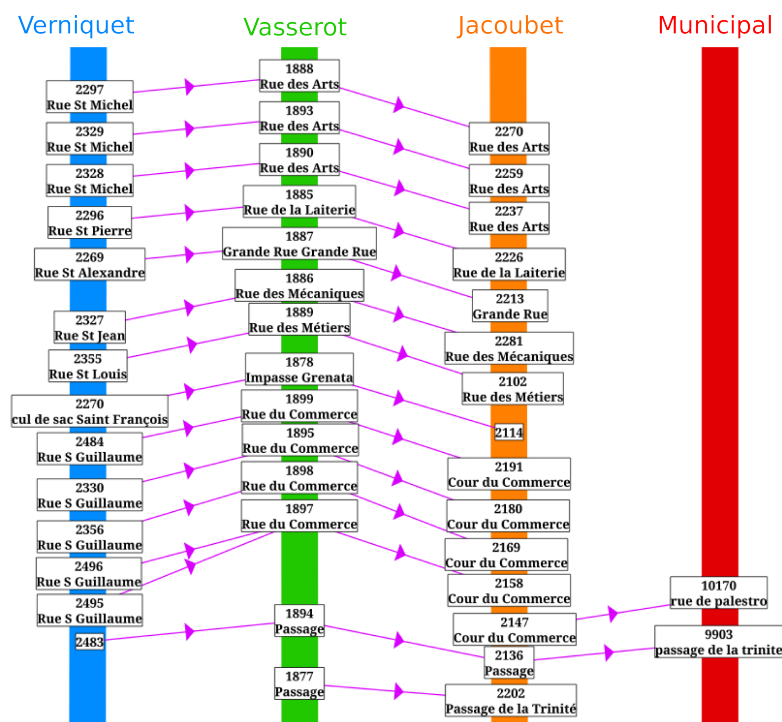 Verniquet
Vasserot
Jacoubet
Municipal
2297
Rue St Michel
2329
Rue St Michel
2328
Rue St Michel
2296
Rue St Pierre
2269
Rue St Alexandre
2327
Rue St Jean
2355
Rue St Louis
2270
cul de sac Saint François
2484
Rue S Guillaume
2330
Rue S Guillaume
2356
Rue S Guillaume
2496
Rue S Guillaume
2495
Rue S Guillaume
2483
1888
Rue des Arts
1893
Rue des Arts
1890
Rue des Arts
1885
Rue de la Laiterie
1887
Grande Rue Grande Rue
1886
Rue des Mécaniques
1889
Rue des Métiers
1878
Impasse Grenata
1899
Rue du Commerce
1895
Rue du Commerce
1898
Rue du Commerce
1897
Rue du Commerce
1894
Passage
1877
Passage
2270
Rue des Arts
2259
Rue des Arts
2237
Rue des Arts
2226
Rue de la Laiterie
2213
Grande Rue
2281
Rue des Mécaniques
2102
Rue des Métiers
2114
2191
Cour du Commerce
2180
Cour du Commerce
2169
Cour du Commerce
2158
Cour du Commerce
2147
Cour du Commerce
2136
Passage
2202
Passage de la Trinité
10170
rue de palestro
9903
passage de la trinite